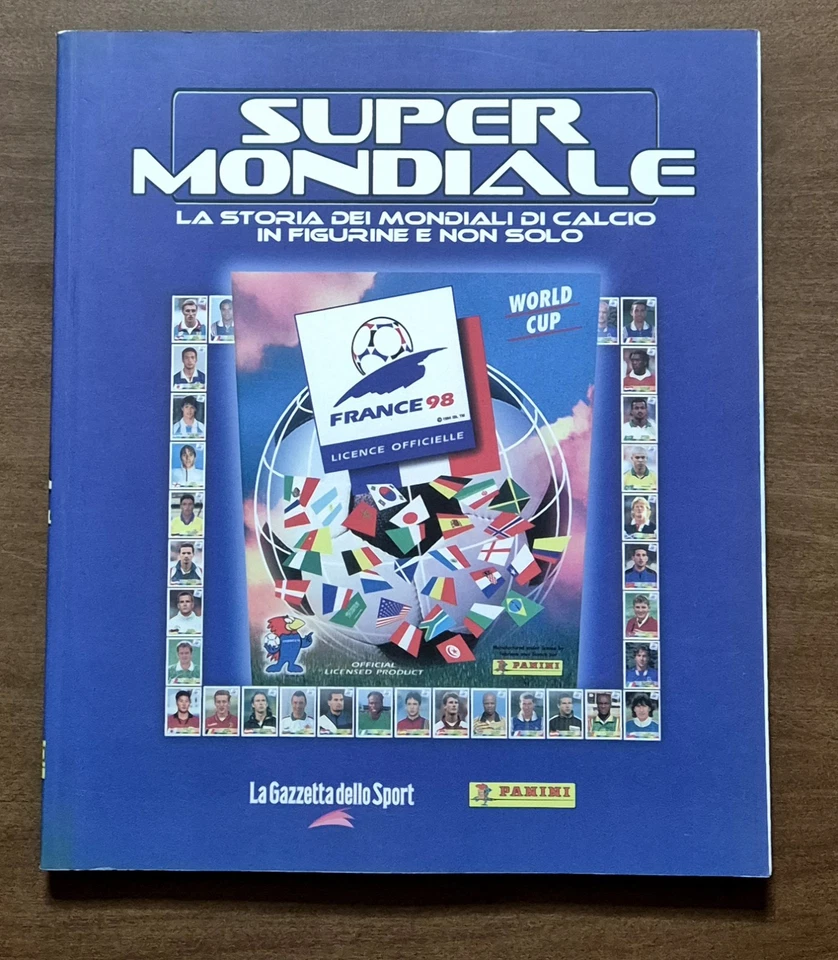 SUPER
MONDIALE
LA STORIA DEI MONDIALI DI CALCIO
IN FIGURINE E NON SOLO
WORLD
CUP
FRANCE 98
LICENCE OFFICIELLE
OFFICIAL
LICENSED PRODUCT
PANINI
La Gazzetta dello Sport
PANINI